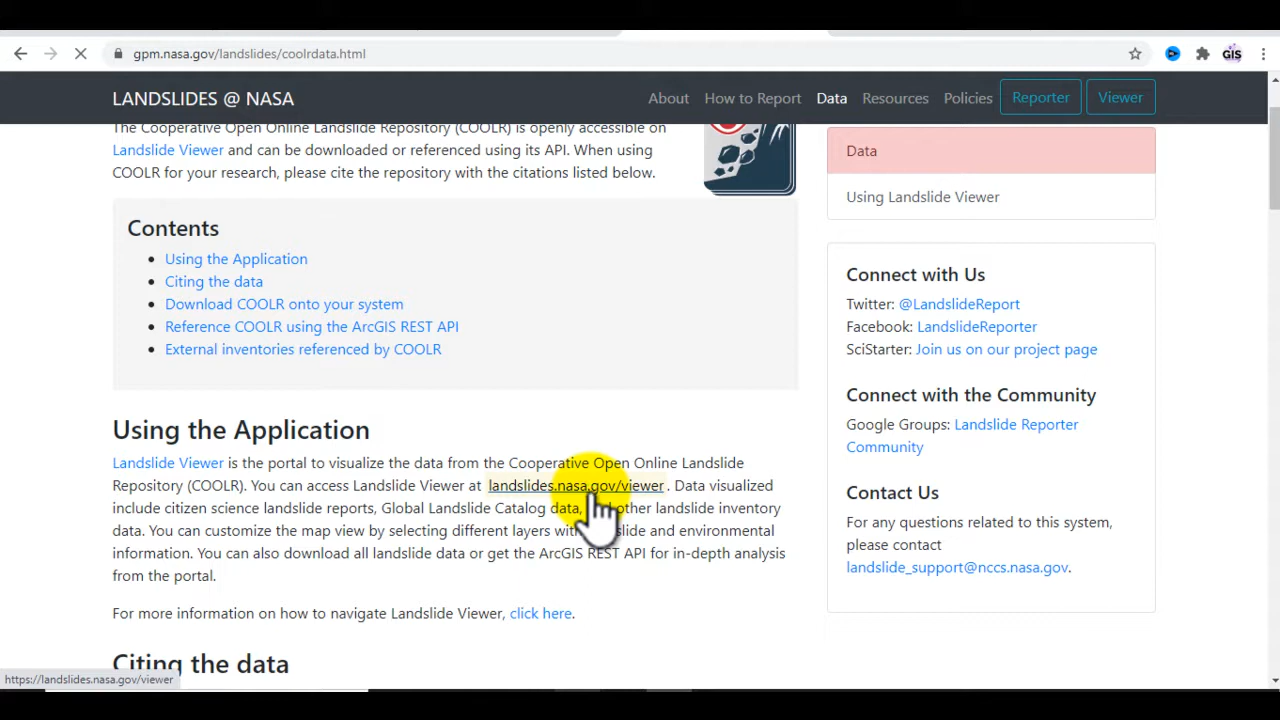 gpm.nasa.gov/landslides/coolrdata.html
GIS
LANDSLIDES @ NASA
About
How to Report
Data
Resources
Policies
Reporter
Viewer
The Cooperative Open Online Landslide Repository (COOLR) is openly accessible on
Landslide Viewer and can be downloaded or referenced using its API. When using
COOLR for your research, please cite the repository with the citations listed below.
Contents
Using the Application
Citing the data
Download COOLR onto your system
Reference COOLR using the ArcGIS REST API
External inventories referenced by COOLR
Using the Application
Landslide Viewer is the portal to visualize the data from the Cooperative Open Online Landslide
Repository (COOLR). You can access Landslide Viewer at landslides.nasa.gov/viewer. Data visualized
include citizen science landslide reports, Global Landslide Catalog data, other landslide inventory
data. You can customize the map view by selecting different layers with information.
information. You can also download all landslide data or get the ArcGIS REST API for in-depth analysis
from the portal.
For more information on how to navigate Landslide Viewer, click here.
Citing the data
Data
Using Landslide Viewer
Connect with Us
Twitter: @LandslideReport
Facebook: LandslideReporter
SciStarter: Join us on our project page
Connect with the Community
Google Groups: Landslide Reporter
Community
Contact Us
For any questions related to this system,
please contact
landslide_support@nccs.nasa.gov.
https://landslides.nasa.gov/viewer